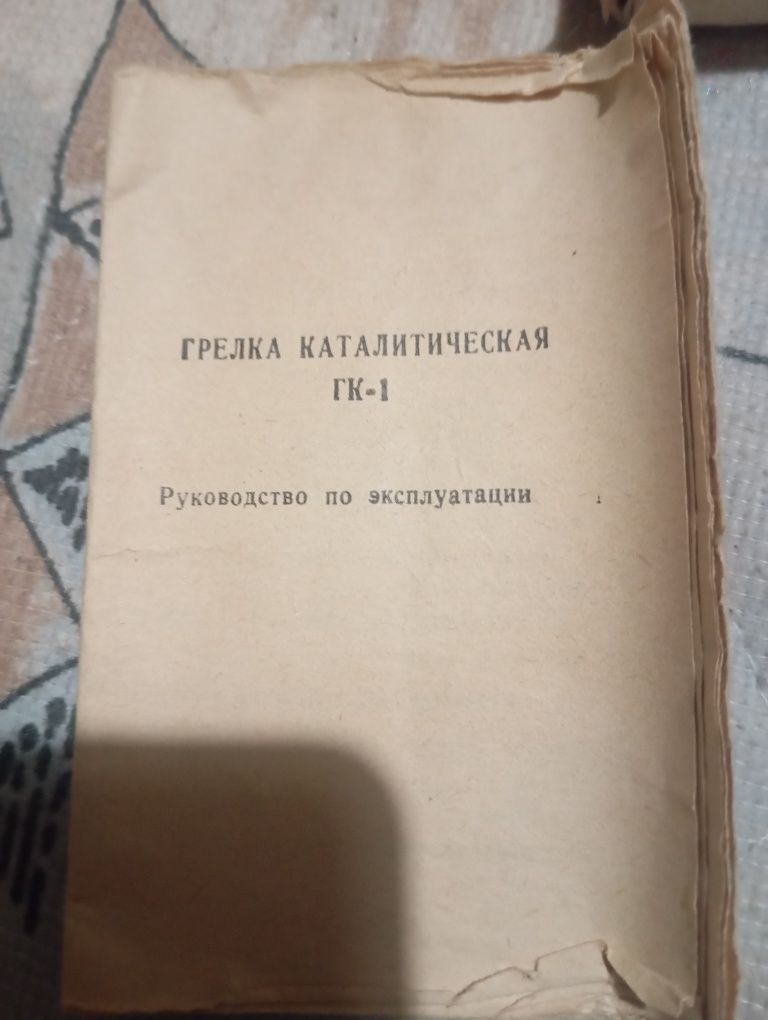 ГРЕЛКА КАТАЛИТИЧЕСКАЯ
ГК-1
Руководство по эксплуатации